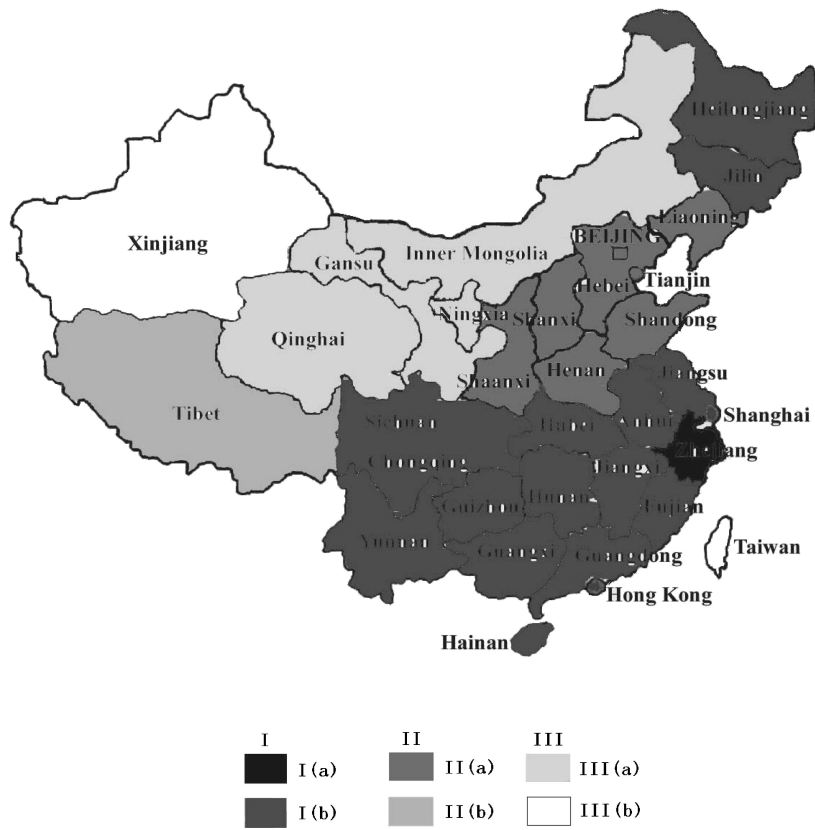 Heilongjiang
Jilin
Liaoning
BEIJING
Xinjiang
Inner Mongolia
Gansu
Tianjin
Hebei
Ningxia
Shanxi
Shandong
Qinghai
Henan
Shaanxi
Jiangsu
Tibet
Shanghai
Sichuan
Hubei
Anhui
Zhejiang
Chongqing
Jiangxi
Hunan
Guizhou
Fujian
Yunnan
Guangxi
Guangdong
Taiwan
Hong Kong
Hainan
I II III
I(a) II(a) III(a)
I(b) II(b) III(b)